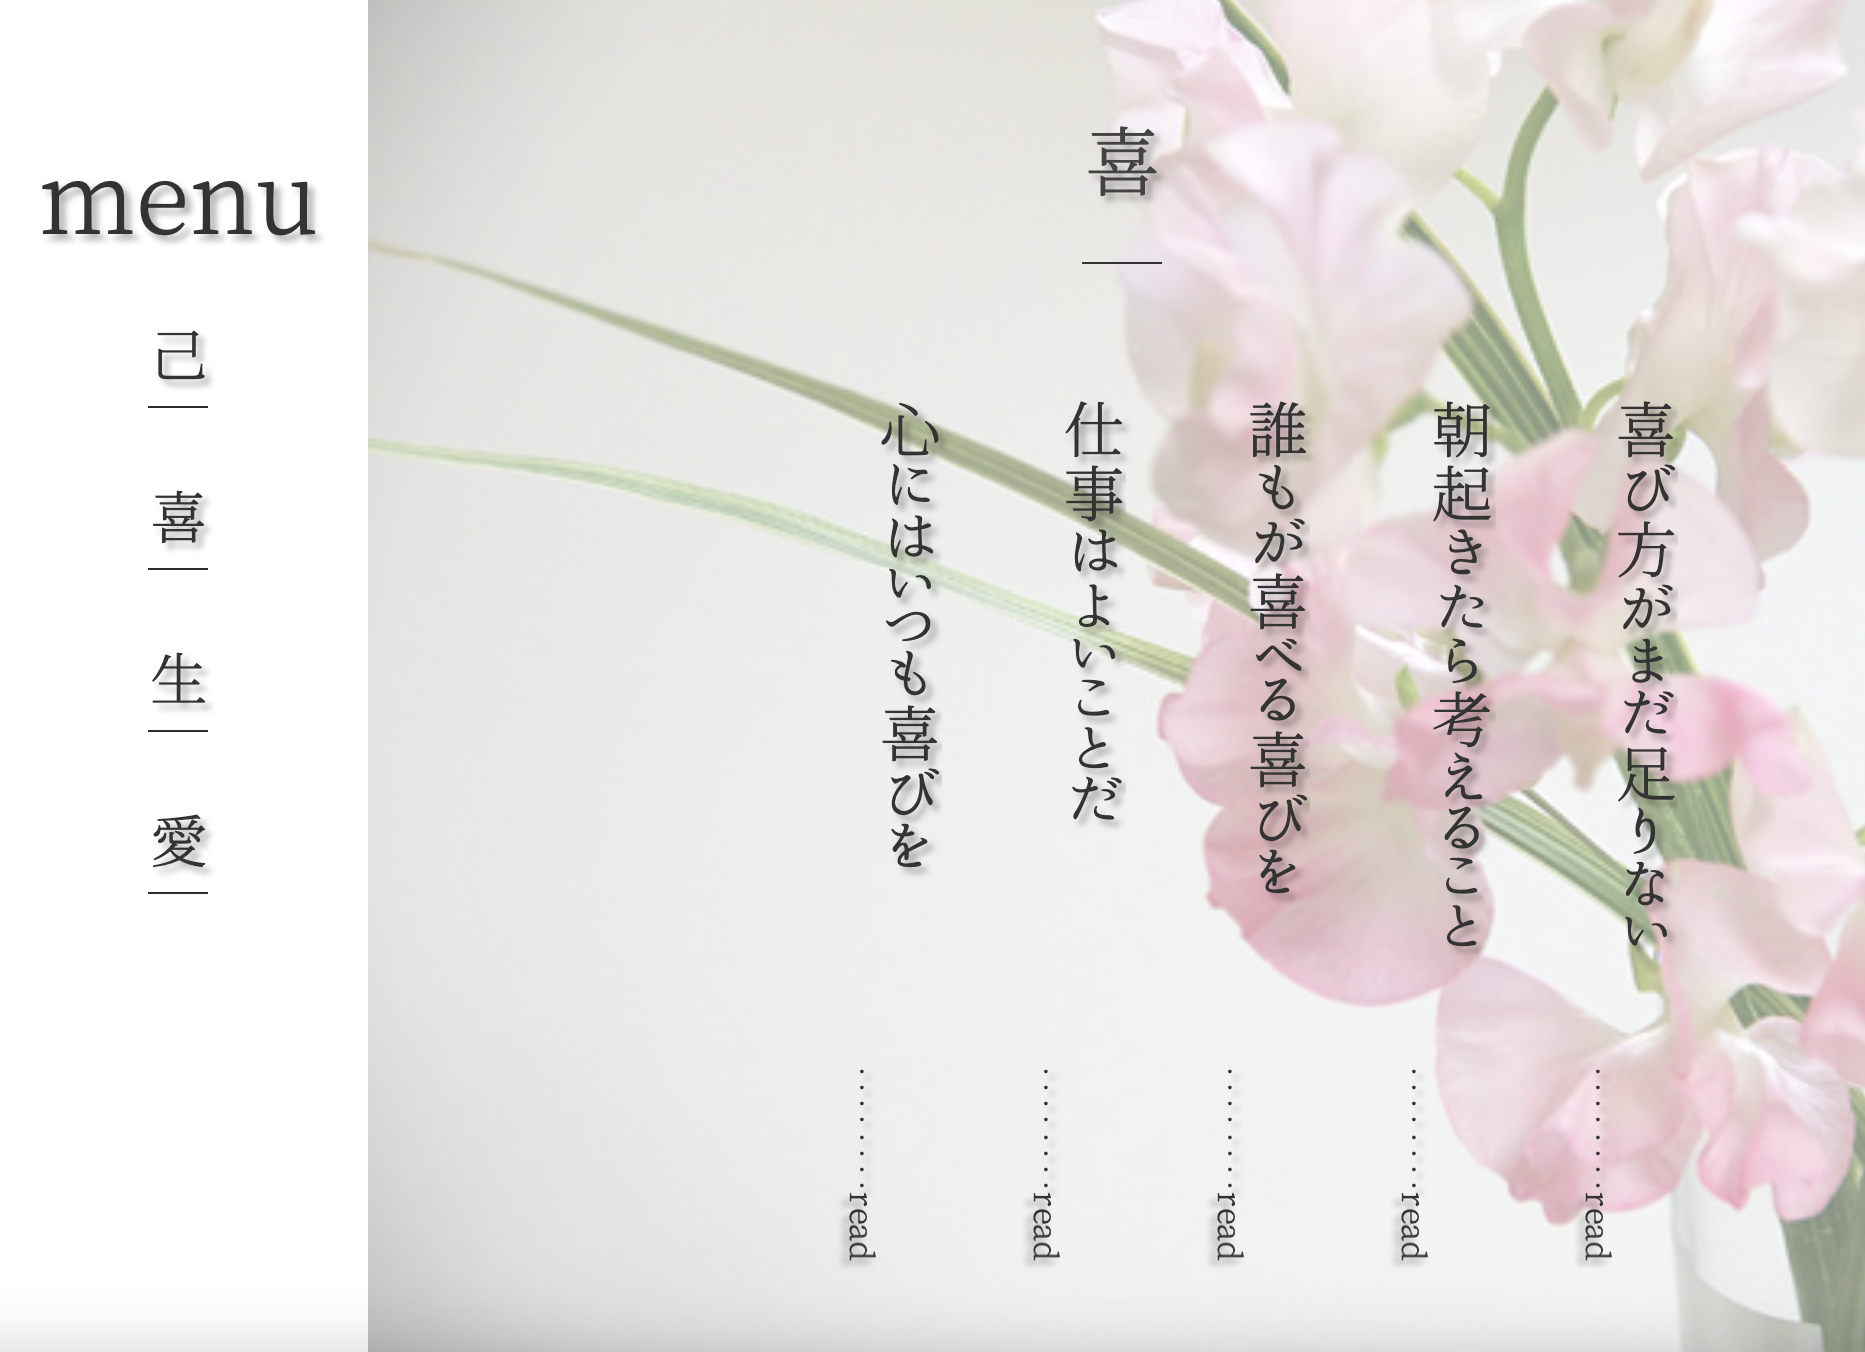 menu
己
喜
生
愛
喜
喜び方がまだ足りない
………read
朝起きたら考えること
………read
誰もが喜べる喜びを
………read
仕事はよいことだ
………read
心にはいつも喜びを
………read